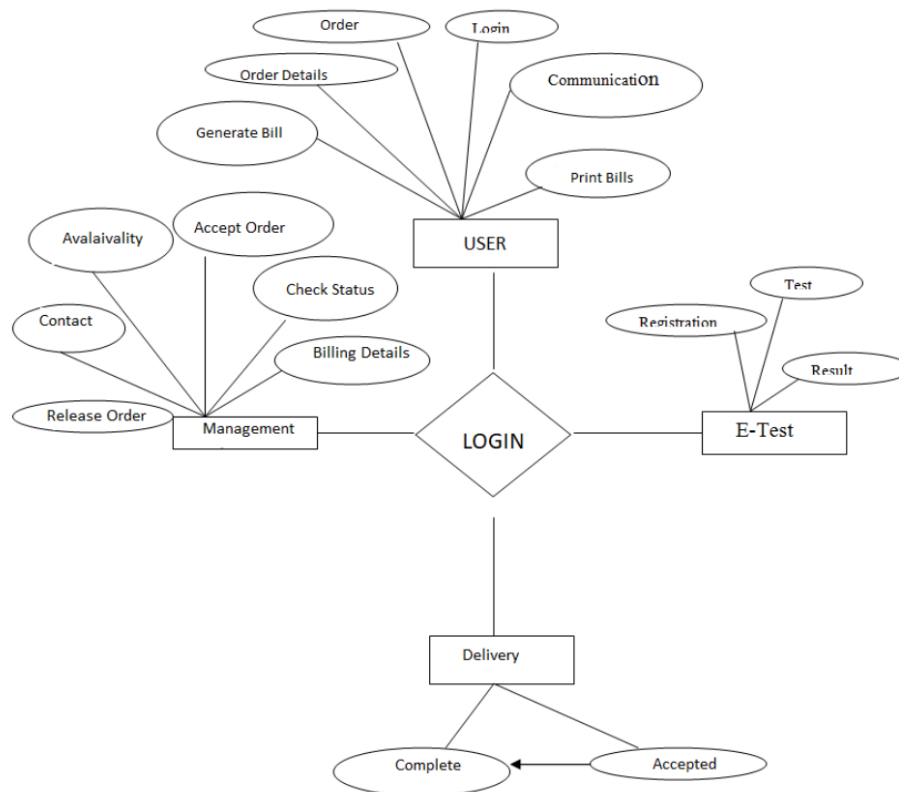 Order
Login
Order Details
Communication
Generate Bill
Print Bills
USER
Avalaivality
Accept Order
Check Status
Contact
Billing Details
Release Order
Management
LOGIN
Test
Registration
Result
E-Test
Delivery
Complete
Accepted